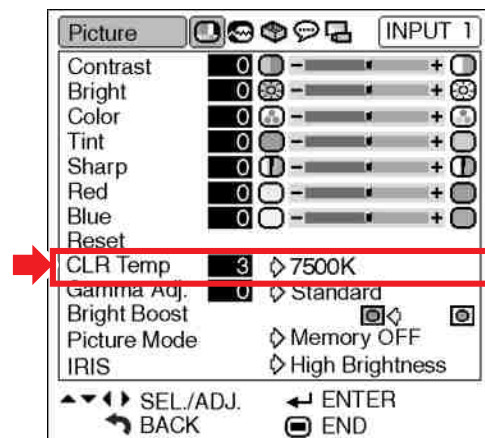 Picture INPUT 1
Contrast 0 - +
Bright 0 - +
Color 0 - +
Tint 0 - +
Sharp 0 - +
Red 0 - +
Blue 0 - +
Reset
CLR Temp 3 7500K
Gamma Adj. 0 Standard
Bright Boost
Picture Mode Memory OFF
IRIS High Brightness
SEL./ADJ. ENTER
BACK END